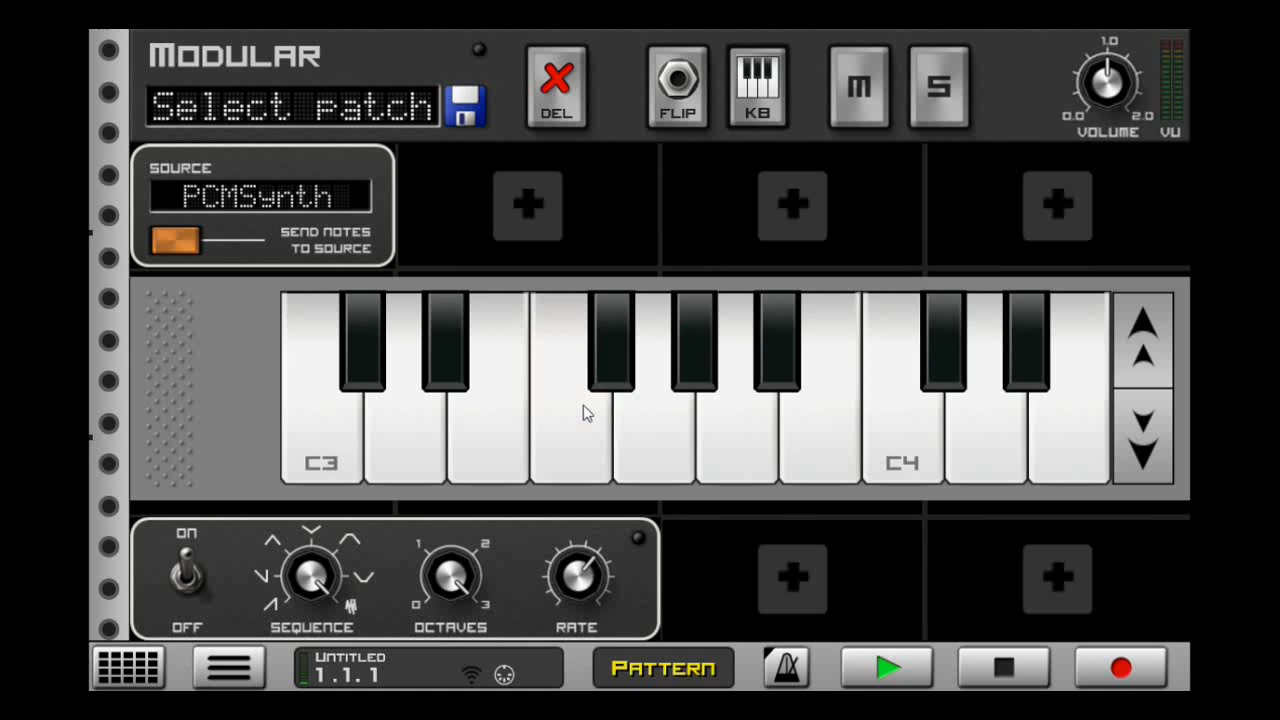 MODULAR
Select patch
DEL
FLIP
KB
M
S
1.0
0.0
2.0
VOLUME
VU
SOURCE
PCMSynth
SEND NOTES
TO SOURCE
C3
C4
ON
OFF
SEQUENCE
1
2
0
3
OCTAVES
RATE
UNTITLED
1.1.1
PATTERN